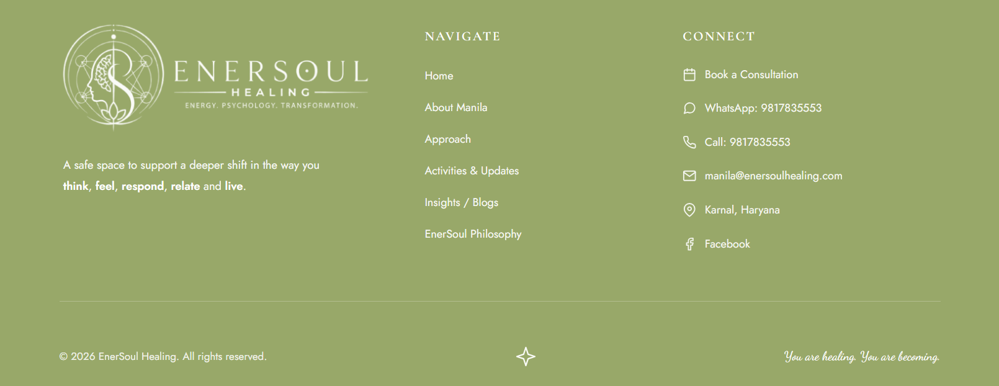 ENERSOUL
HEALING
ENERGY. PSYCHOLOGY. TRANSFORMATION.
A safe space to support a deeper shift in the way you
think, feel, respond, relate and live.
NAVIGATE
Home
About Manila
Approach
Activities & Updates
Insights / Blogs
EnerSoul Philosophy
CONNECT
Book a Consultation
WhatsApp: 9817835553
Call: 9817835553
manila@enersoulhealing.com
Karnal, Haryana
Facebook
© 2026 EnerSoul Healing. All rights reserved.
You are healing. You are becoming.